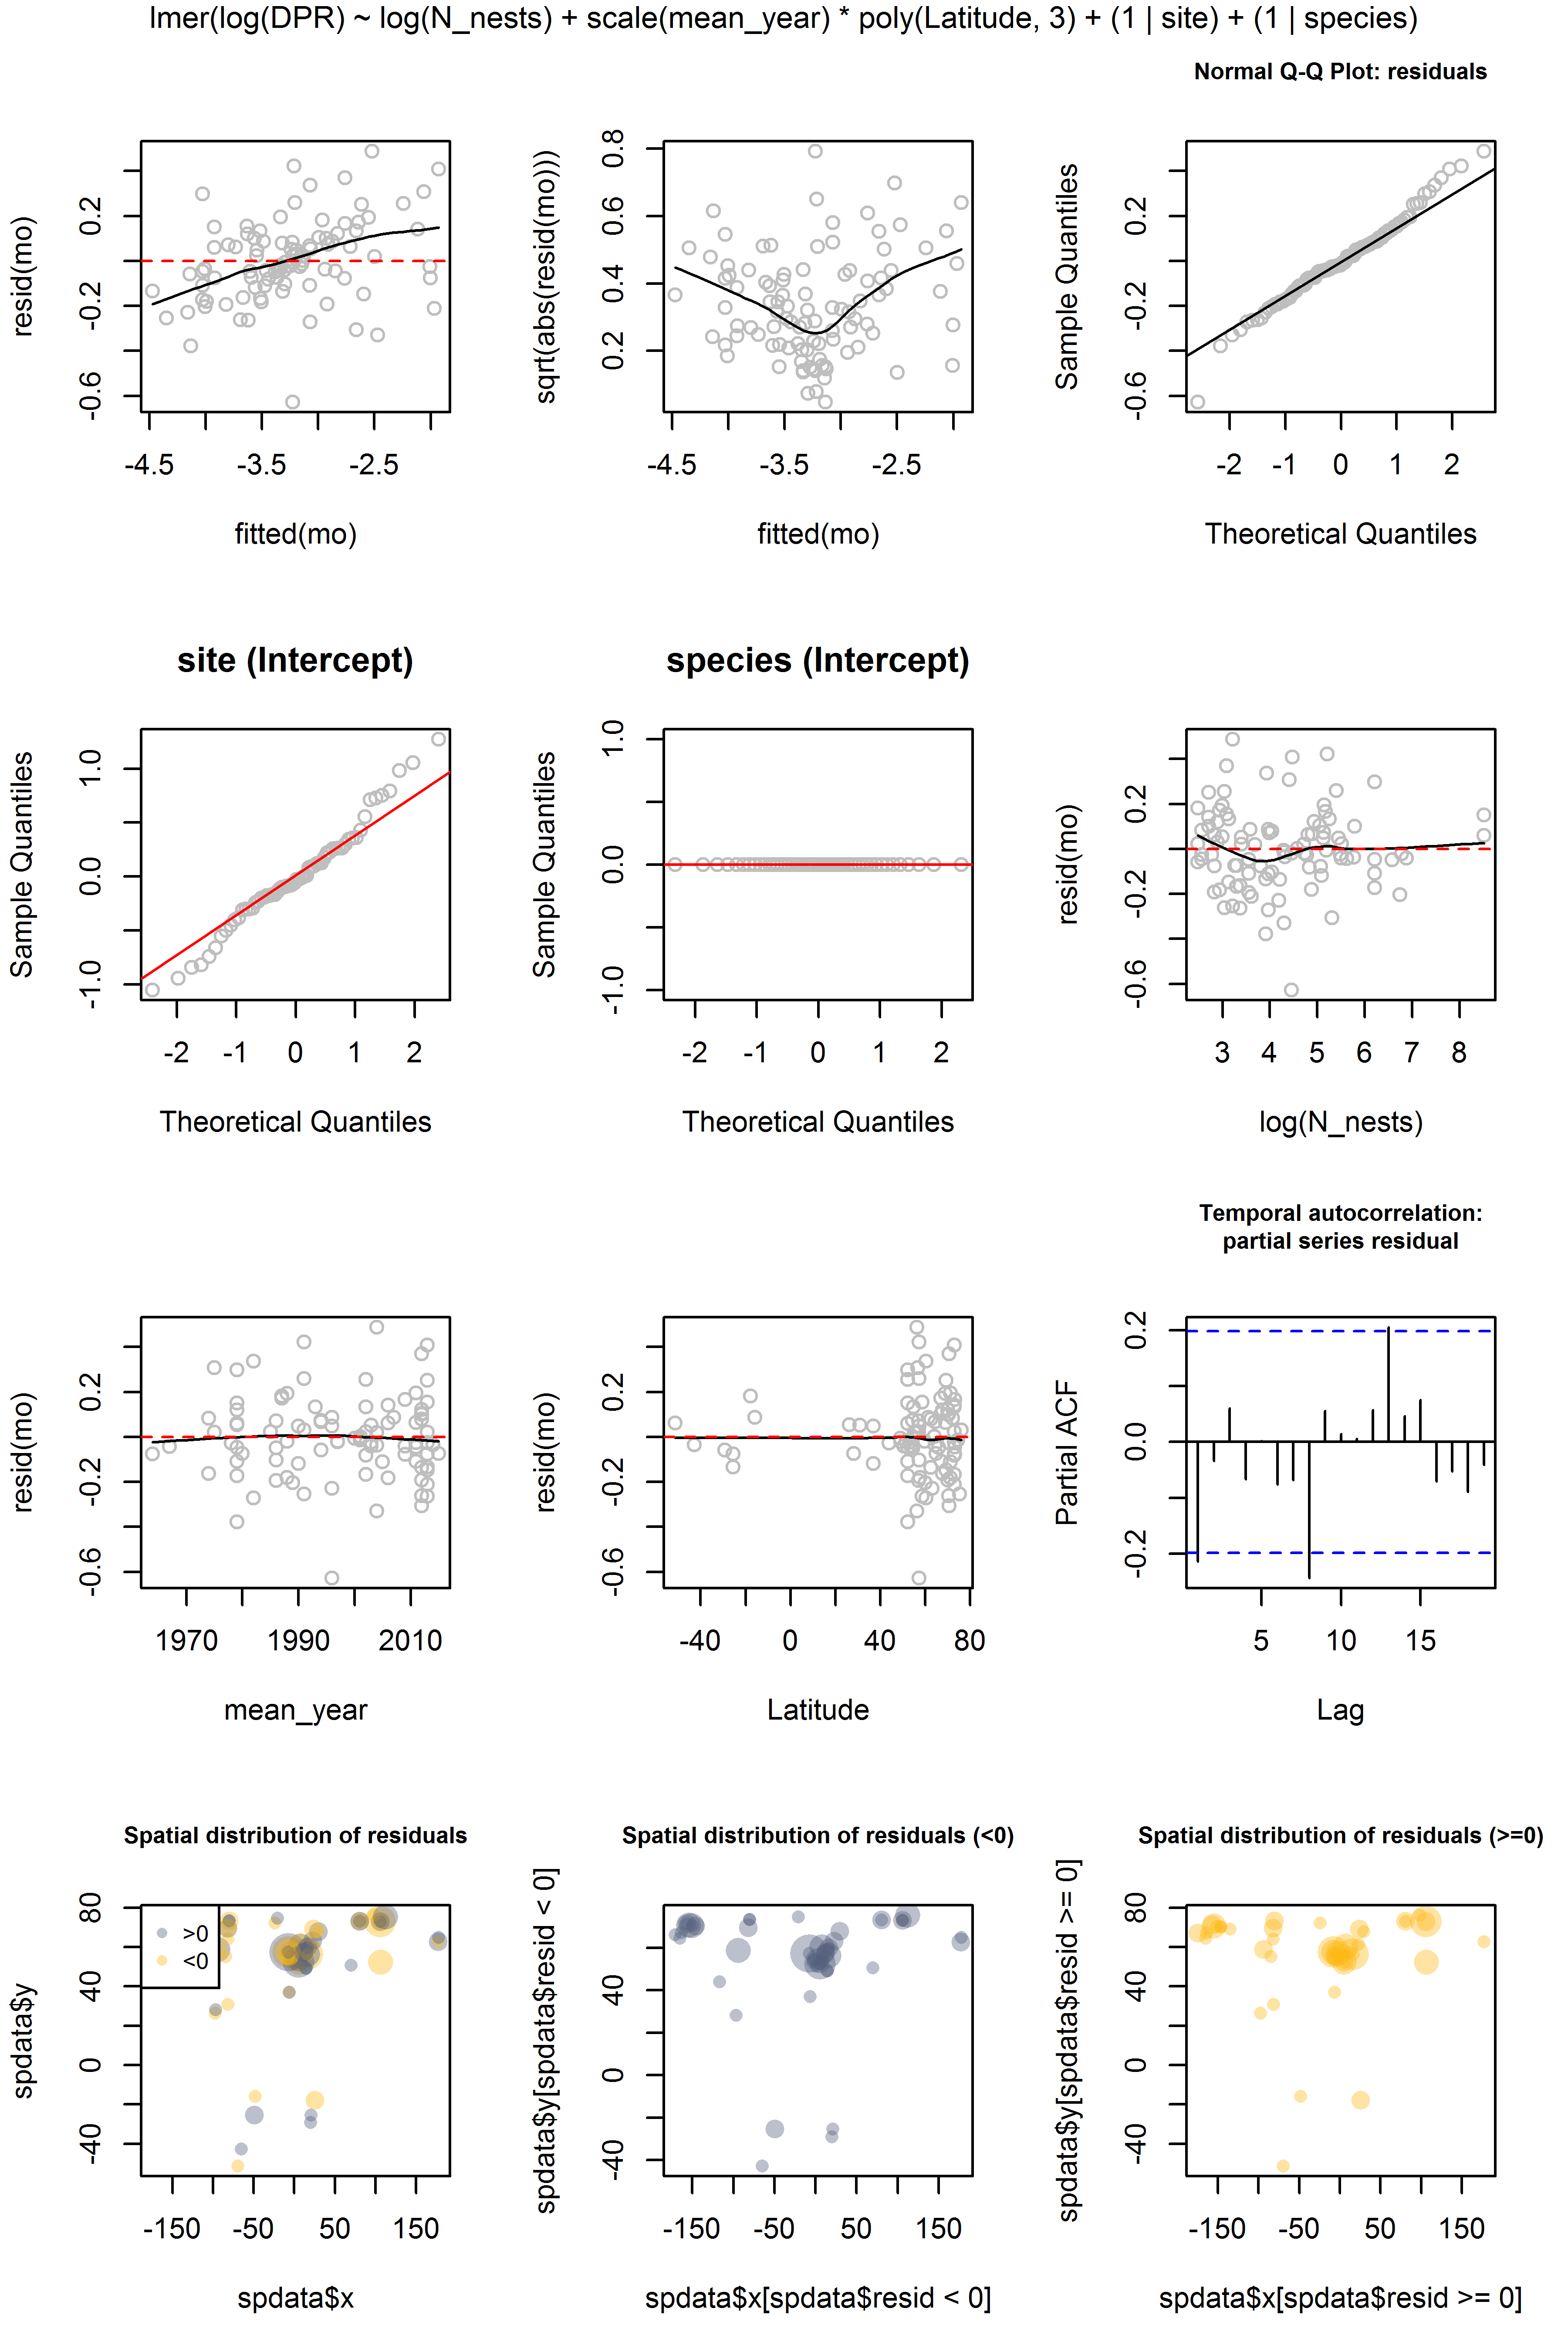 lmer(log(DPR) ~ log(N_nests) + scale(mean_year) * poly(Latitude, 3) + (1 | site) + (1 | species)
resid(mo)
-0.6 -0.2 0.2
-4.5 -3.5 -2.5
fitted(mo)
sqrt(abs(resid(mo)))
0.2 0.4 0.6 0.8
-4.5 -3.5 -2.5
fitted(mo)
Normal Q-Q Plot: residuals
Sample Quantiles
-0.6 -0.2 0.2
-2 -1 0 1 2
Theoretical Quantiles
site (Intercept)
Sample Quantiles
-1.0 0.0 1.0
-2 -1 0 1 2
Theoretical Quantiles
species (Intercept)
Sample Quantiles
-1.0 0.0 1.0
-2 -1 0 1 2
Theoretical Quantiles
resid(mo)
-0.6 -0.2 0.2
3 4 5 6 7 8
log(N_nests)
resid(mo)
-0.6 -0.2 0.2
1970 1990 2010
mean_year
resid(mo)
-0.6 -0.2 0.2
-40 0 40 80
Latitude
Temporal autocorrelation:
partial series residual
Partial ACF
-0.2 0.0 0.2
5 10 15
Lag
Spatial distribution of residuals
spdata$y
-40 0 40 80
>0
<0
-150 -50 50 150
spdata$x
Spatial distribution of residuals (<0)
spdata$y[spdata$resid < 0]
-40 0 40
-150 -50 50 150
spdata$x[spdata$resid < 0]
Spatial distribution of residuals (>=0)
spdata$y[spdata$resid >= 0]
-40 0 40 80
-150 -50 50 150
spdata$x[spdata$resid >= 0]